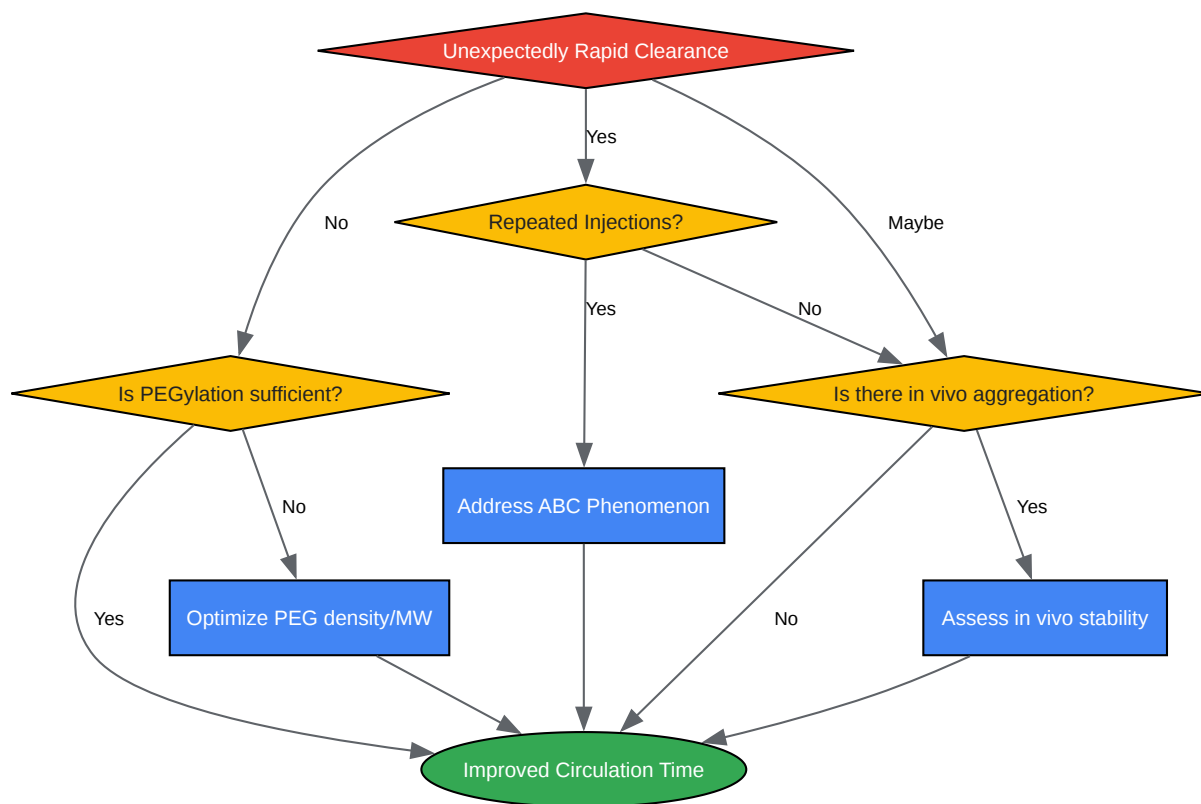 Unexpectedly Rapid Clearance
Yes
Repeated Injections?
No
Maybe
Yes
No
Is PEGylation sufficient?
Is there in vivo aggregation?
No
Address ABC Phenomenon
Yes
Yes
Optimize PEG density/MW
No
Assess in vivo stability
Improved Circulation Time